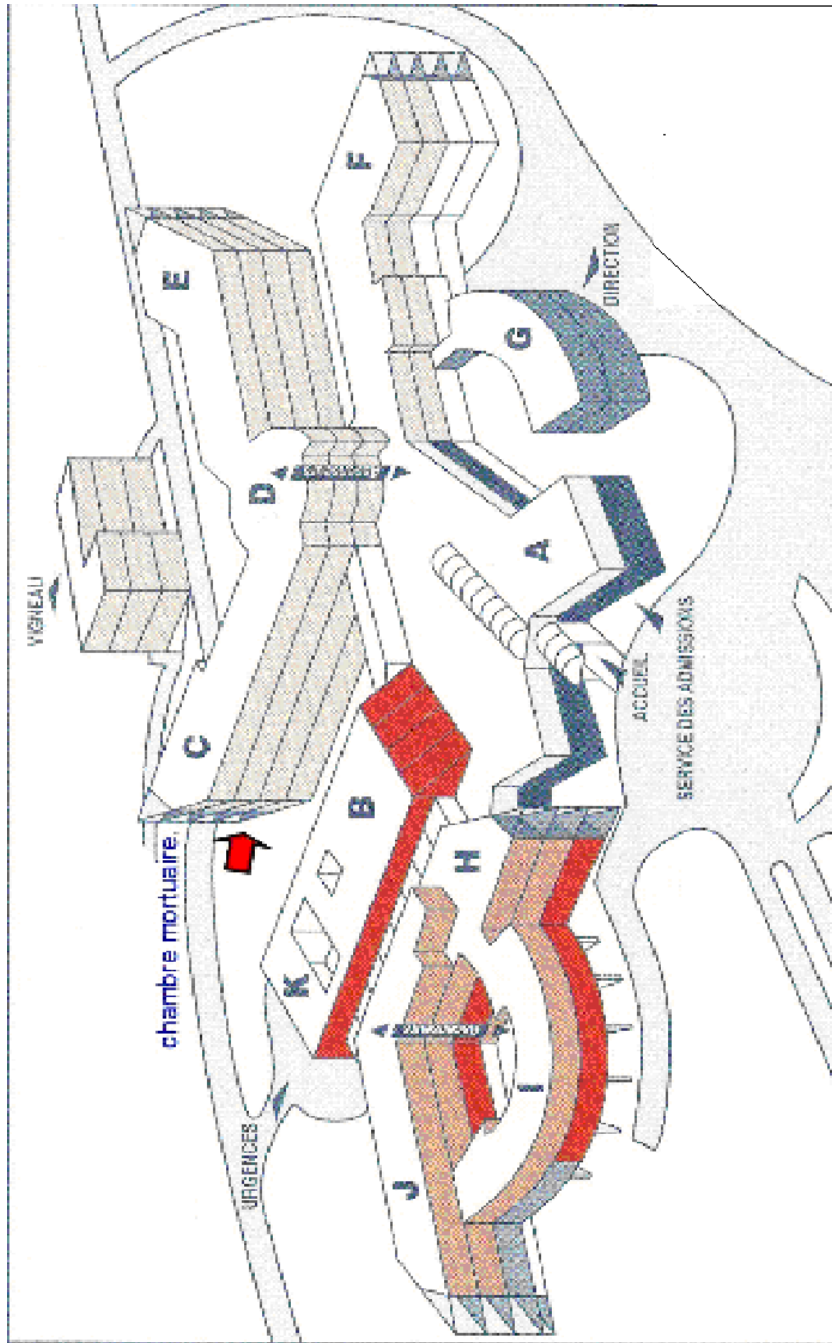 VIGNEAU
chambre mortuaire
E
C
URGENCES
D
K
B
F
J
H
G
I
A
DIRECTION
ACCUEIL
SERVICE DES ADMISSIONS